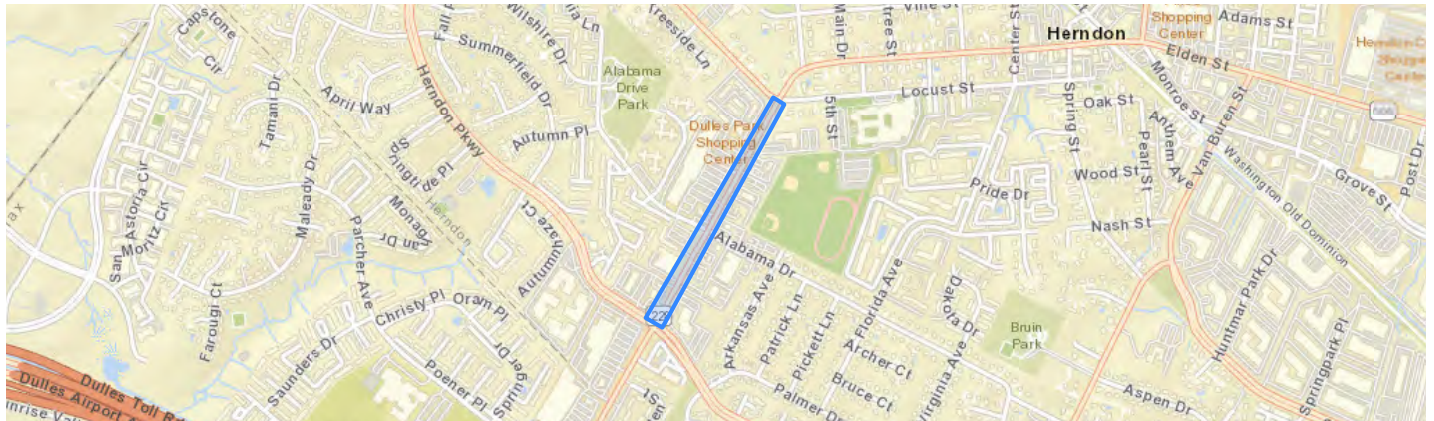 Capstone
Cir
Tamani Dr
April Way
Fall
Wilshire Dr
Summerfield Dr
Herndon Pkwy
Autumn Pl
Alabama
Drive
Park
Treeside Ln
Main Dr
Ville St
Center St
Herndon
Shopping
Center
Adams St
Elden St
Locust St
5th St
Dulles Park
Shopping
Center
Spring St
Oak St
Monroe St
Anthem Ave
Pearl St
Wood St
Nash St
Van Buren St
Washington Old Dominion
Grove St
Post Dr
Pride Dr
San Astoria Cir
Moritz Ck
Maleady Dr
Parcher Ave
Herndon
Autumnhaze Ct
Farougi Ct
Christy Pl
Oram Pl
Saunders Dr
Poener Pl
Alabama Dr
Arkansas Ave
Patrick Ln
Pickett Ln
Florida Ave
Dakota Dr
Virginia Ave
Archer Ct
Bruce Ct
Palmer Dr
Bruin
Park
Aspen Dr
Huntmar Park Dr
Springpark Pl
Dulles Toll
Dulles Airport